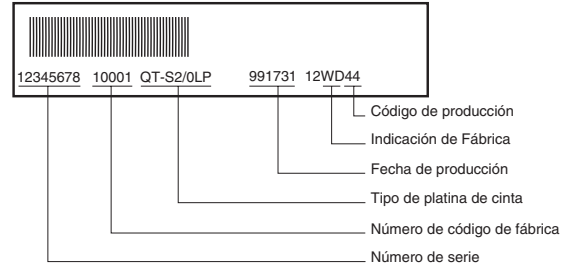 12345678 10001 QT-S2/0LP 991731 12WD44
Código de producción
Indicación de Fábrica
Fecha de producción
Tipo de platina de cinta
Número de código de fábrica
Número de serie